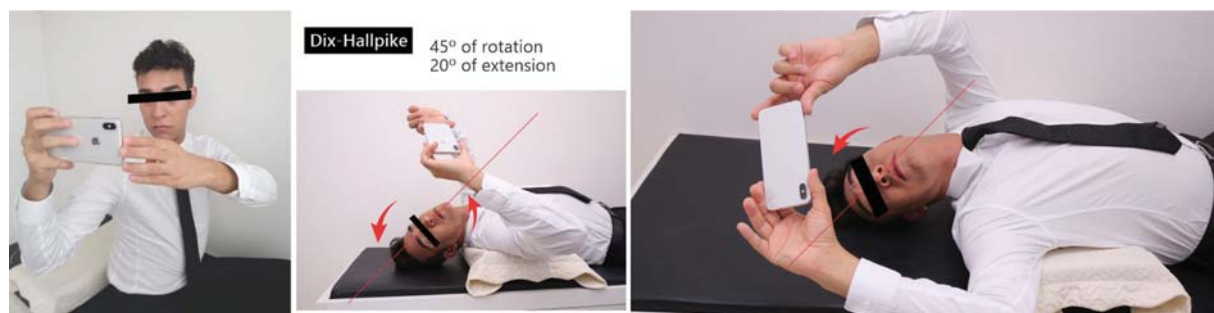 Dix-Hallpike
45º of rotation
20º of extension